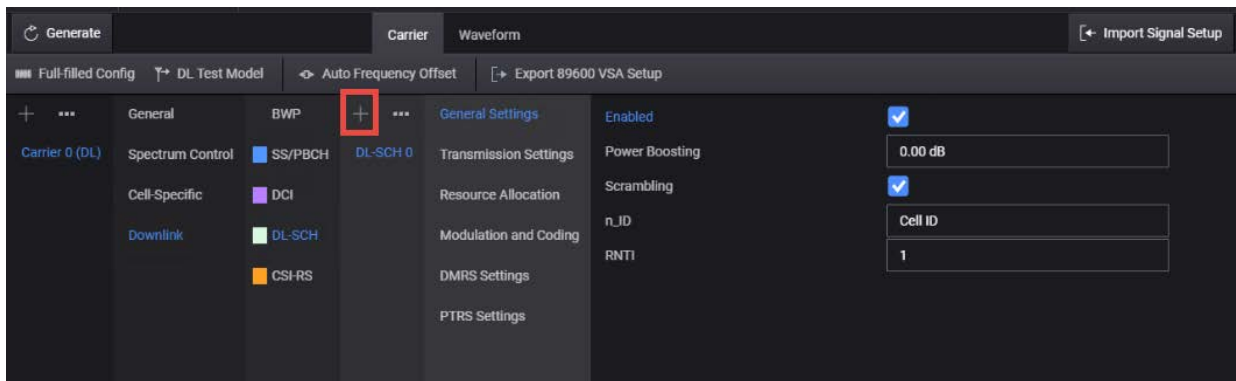 Generate
Carrier
Waveform
Import Signal Setup
Full-filled Config
DL Test Model
Auto Frequency Offset
Export 89600 VSA Setup
Carrier 0 (DL)
General
Spectrum Control
Cell-Specific
Downlink
BWP
SS/PBCH
DCI
DL-SCH
CSI-RS
DL-SCH 0
General Settings
Transmission Settings
Resource Allocation
Modulation and Coding
DMRS Settings
PTRS Settings
Enabled
Power Boosting 0.00 dB
Scrambling
n_ID Cell ID
RNTI 1